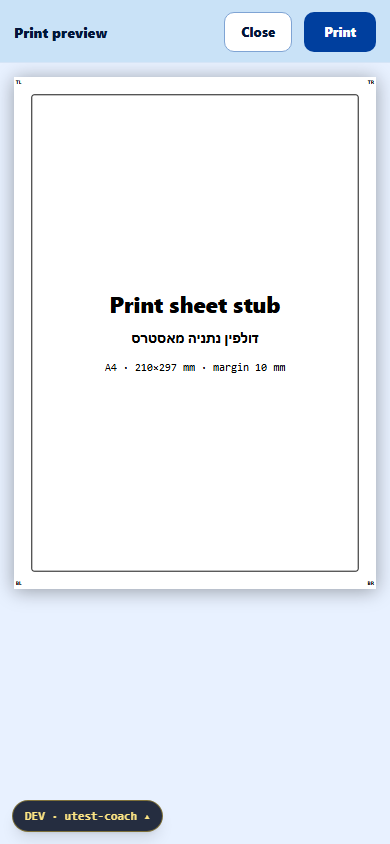 Print preview
Close
Print
TL
TR
Print sheet stub
דולפין נתניה מאסטרס
A4 · 210×297 mm · margin 10 mm
BL
BR
DEV · utest-coach ▴